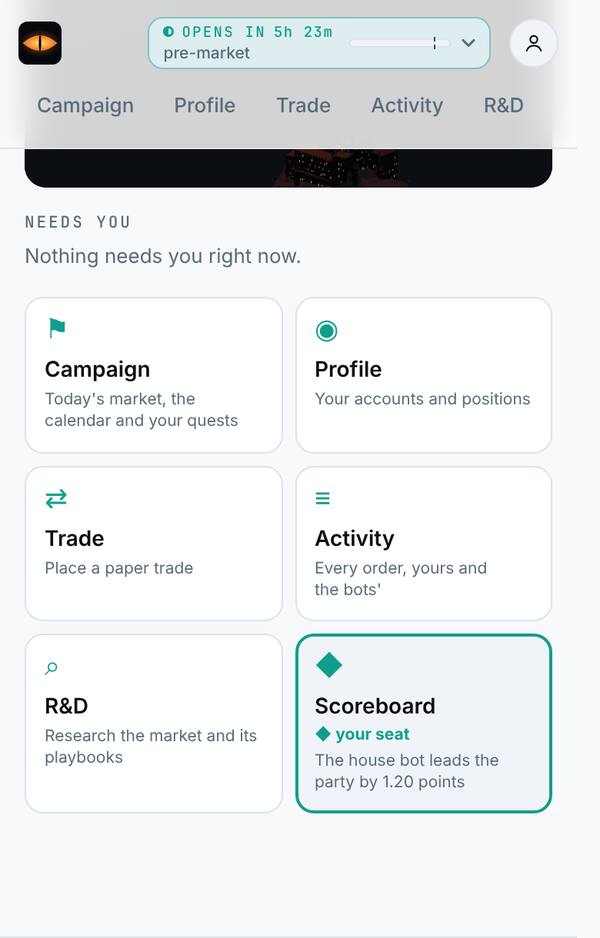 OPENS IN 5h 23m
pre-market
Campaign
Profile
Trade
Activity
R&D
NEEDS YOU
Nothing needs you right now.
Campaign
Today's market, the
calendar and your quests
Profile
Your accounts and positions
Trade
Place a paper trade
Activity
Every order, yours and
the bots'
R&D
Research the market and its
playbooks
Scoreboard
◆ your seat
The house bot leads the
party by 1.20 points